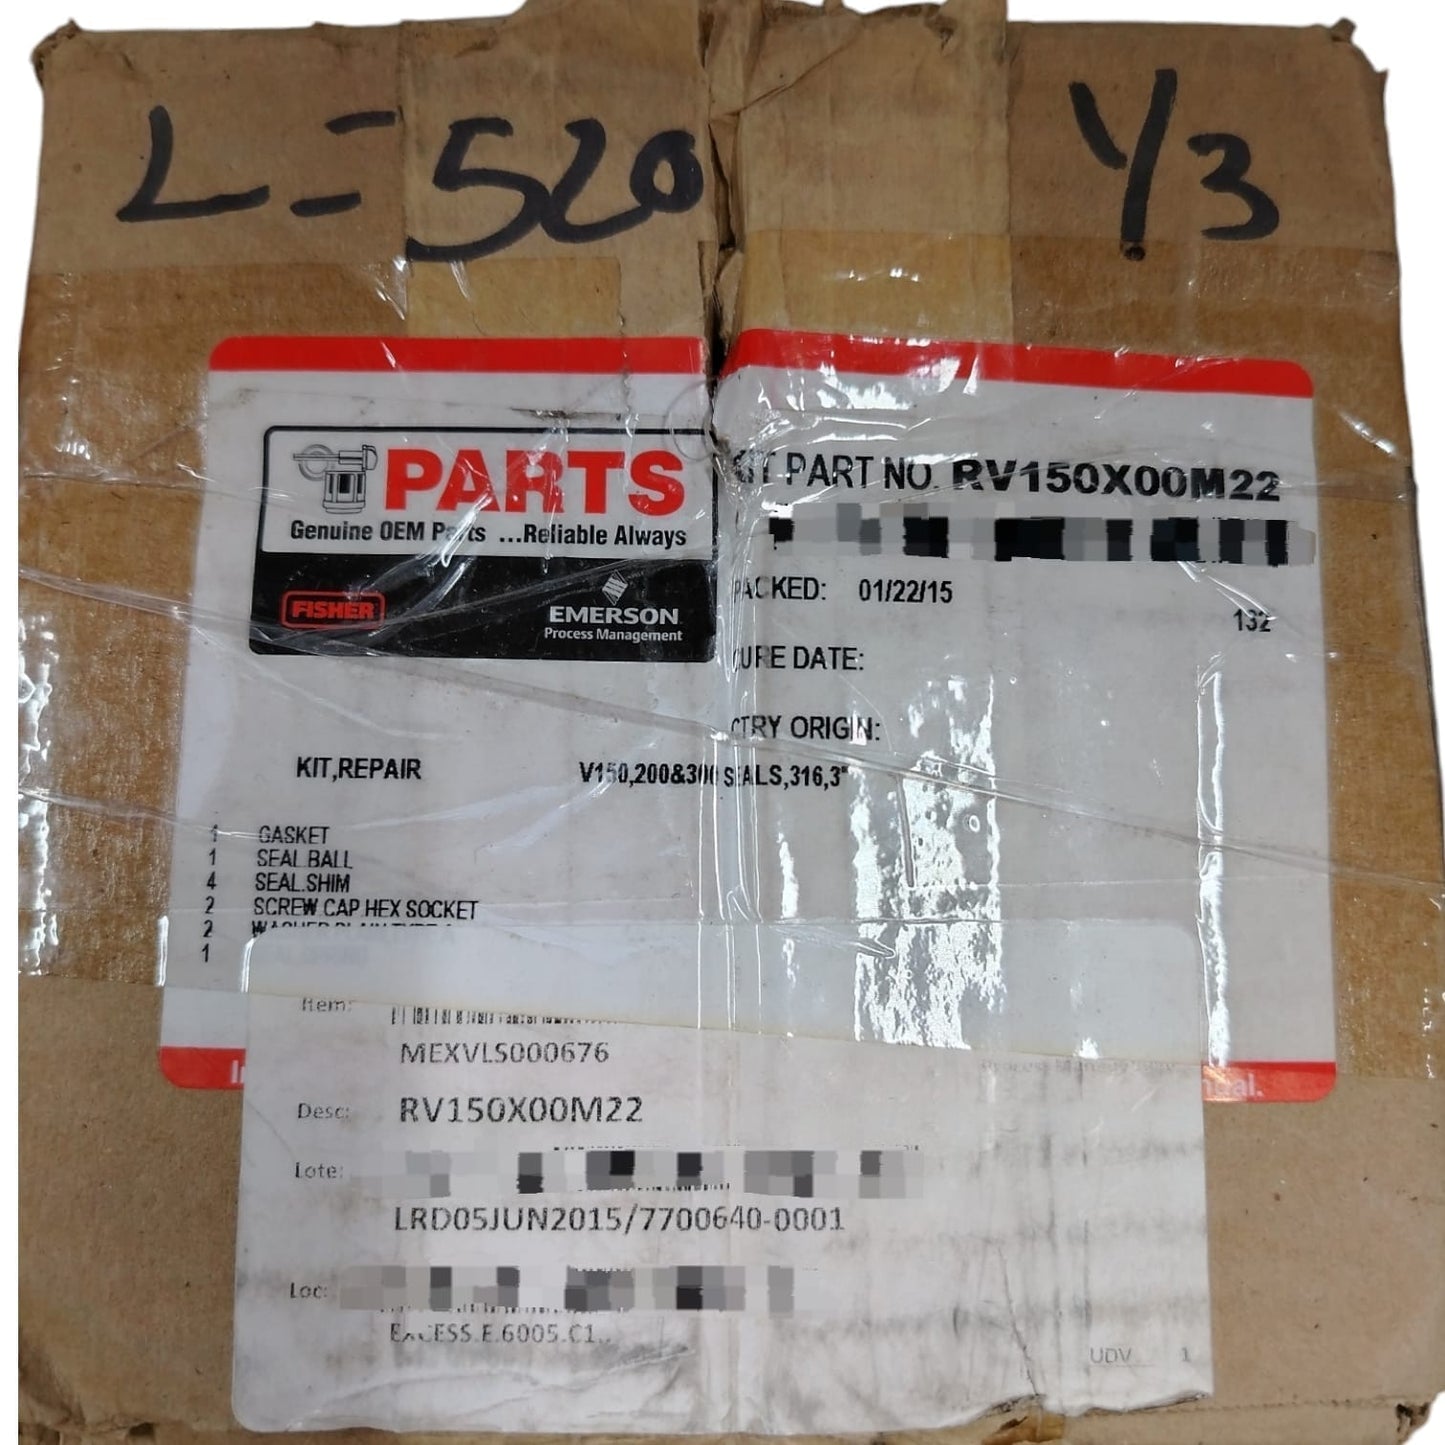 L = 520 1/3
PARTS
Genuine OEM Parts ...Reliable Always
FISHER
EMERSON
Process Management
KIT PART NO. RV150X00M22
PACKED: 01/22/15
132
CURE DATE:
CTRY ORIGIN:
KIT,REPAIR V150,200&300 SEALS,316,3"
1 GASKET
1 SEAL.BALL
4 SEAL.SHIM
2 SCREW.CAP.HEX SOCKET
2
1
Item:
MEXVLS000676
Desc: RV150X00M22
Lote:
LRD05JUN2015/7700640-0001
Loc:
EXCESS.E.6005.C1..
UDV 1